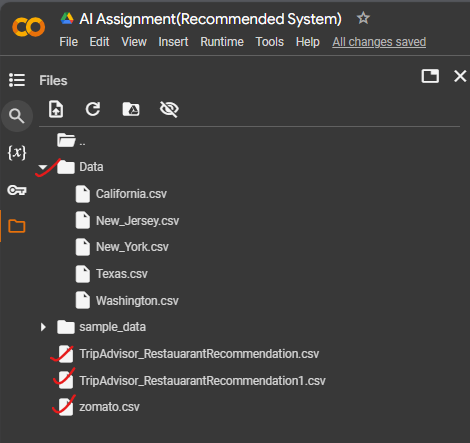 AI Assignment(Recommended System)
File Edit View Insert Runtime Tools Help All changes saved
Files
{x}
..
Data
California.csv
New_Jersey.csv
New_York.csv
Texas.csv
Washington.csv
sample_data
TripAdvisor_RestauarantRecommendation.csv
TripAdvisor_RestauarantRecommendation1.csv
zomato.csv